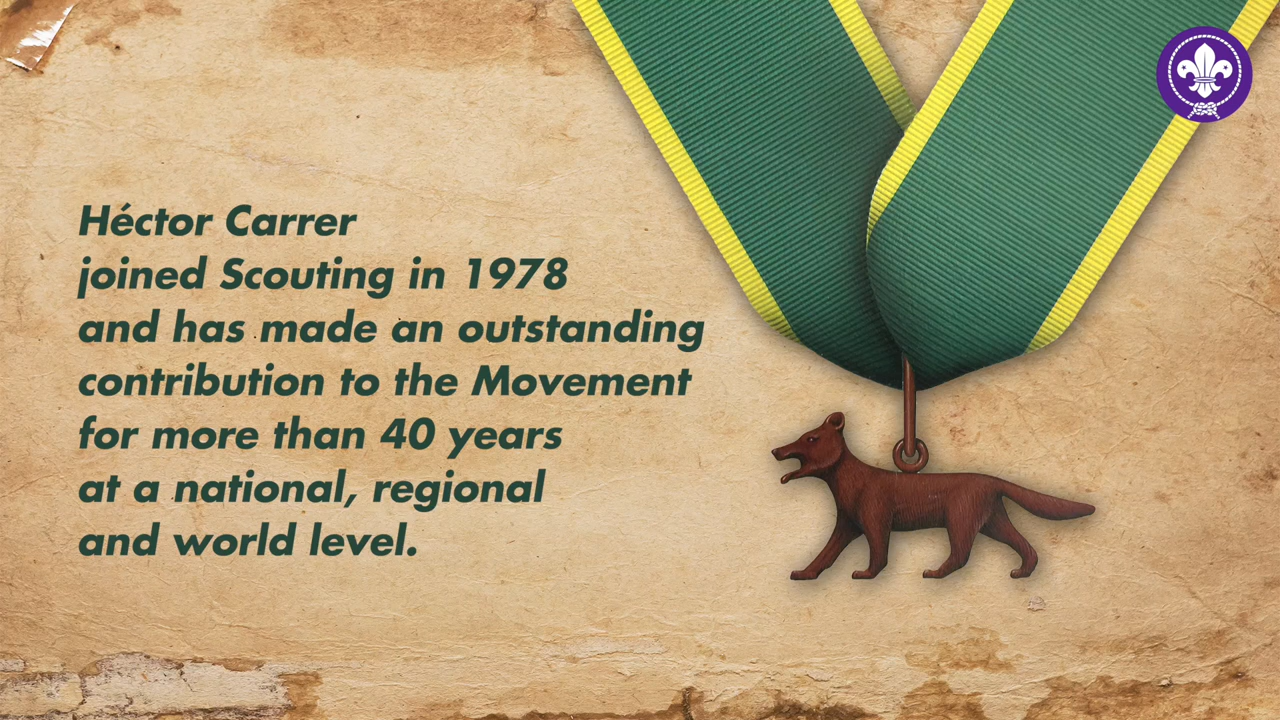 Héctor Carrer
joined Scouting in 1978
and has made an outstanding
contribution to the Movement
for more than 40 years
at a national, regional
and world level.